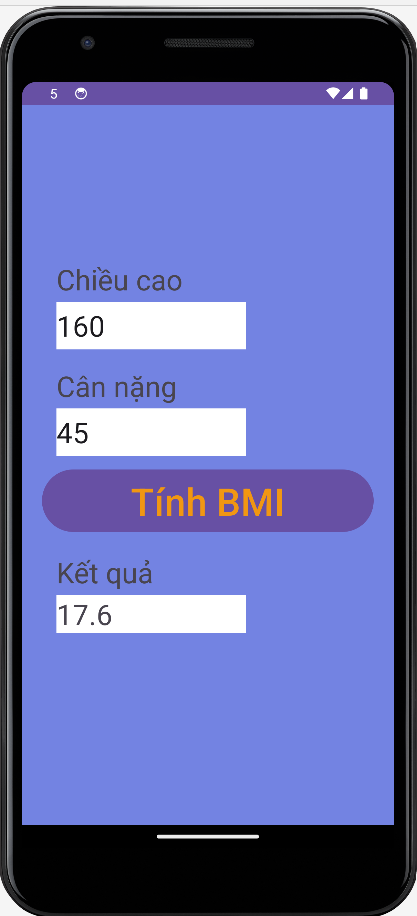 5
Chiều cao
160
Cân nặng
45
Tính BMI
Kết quả
17.6